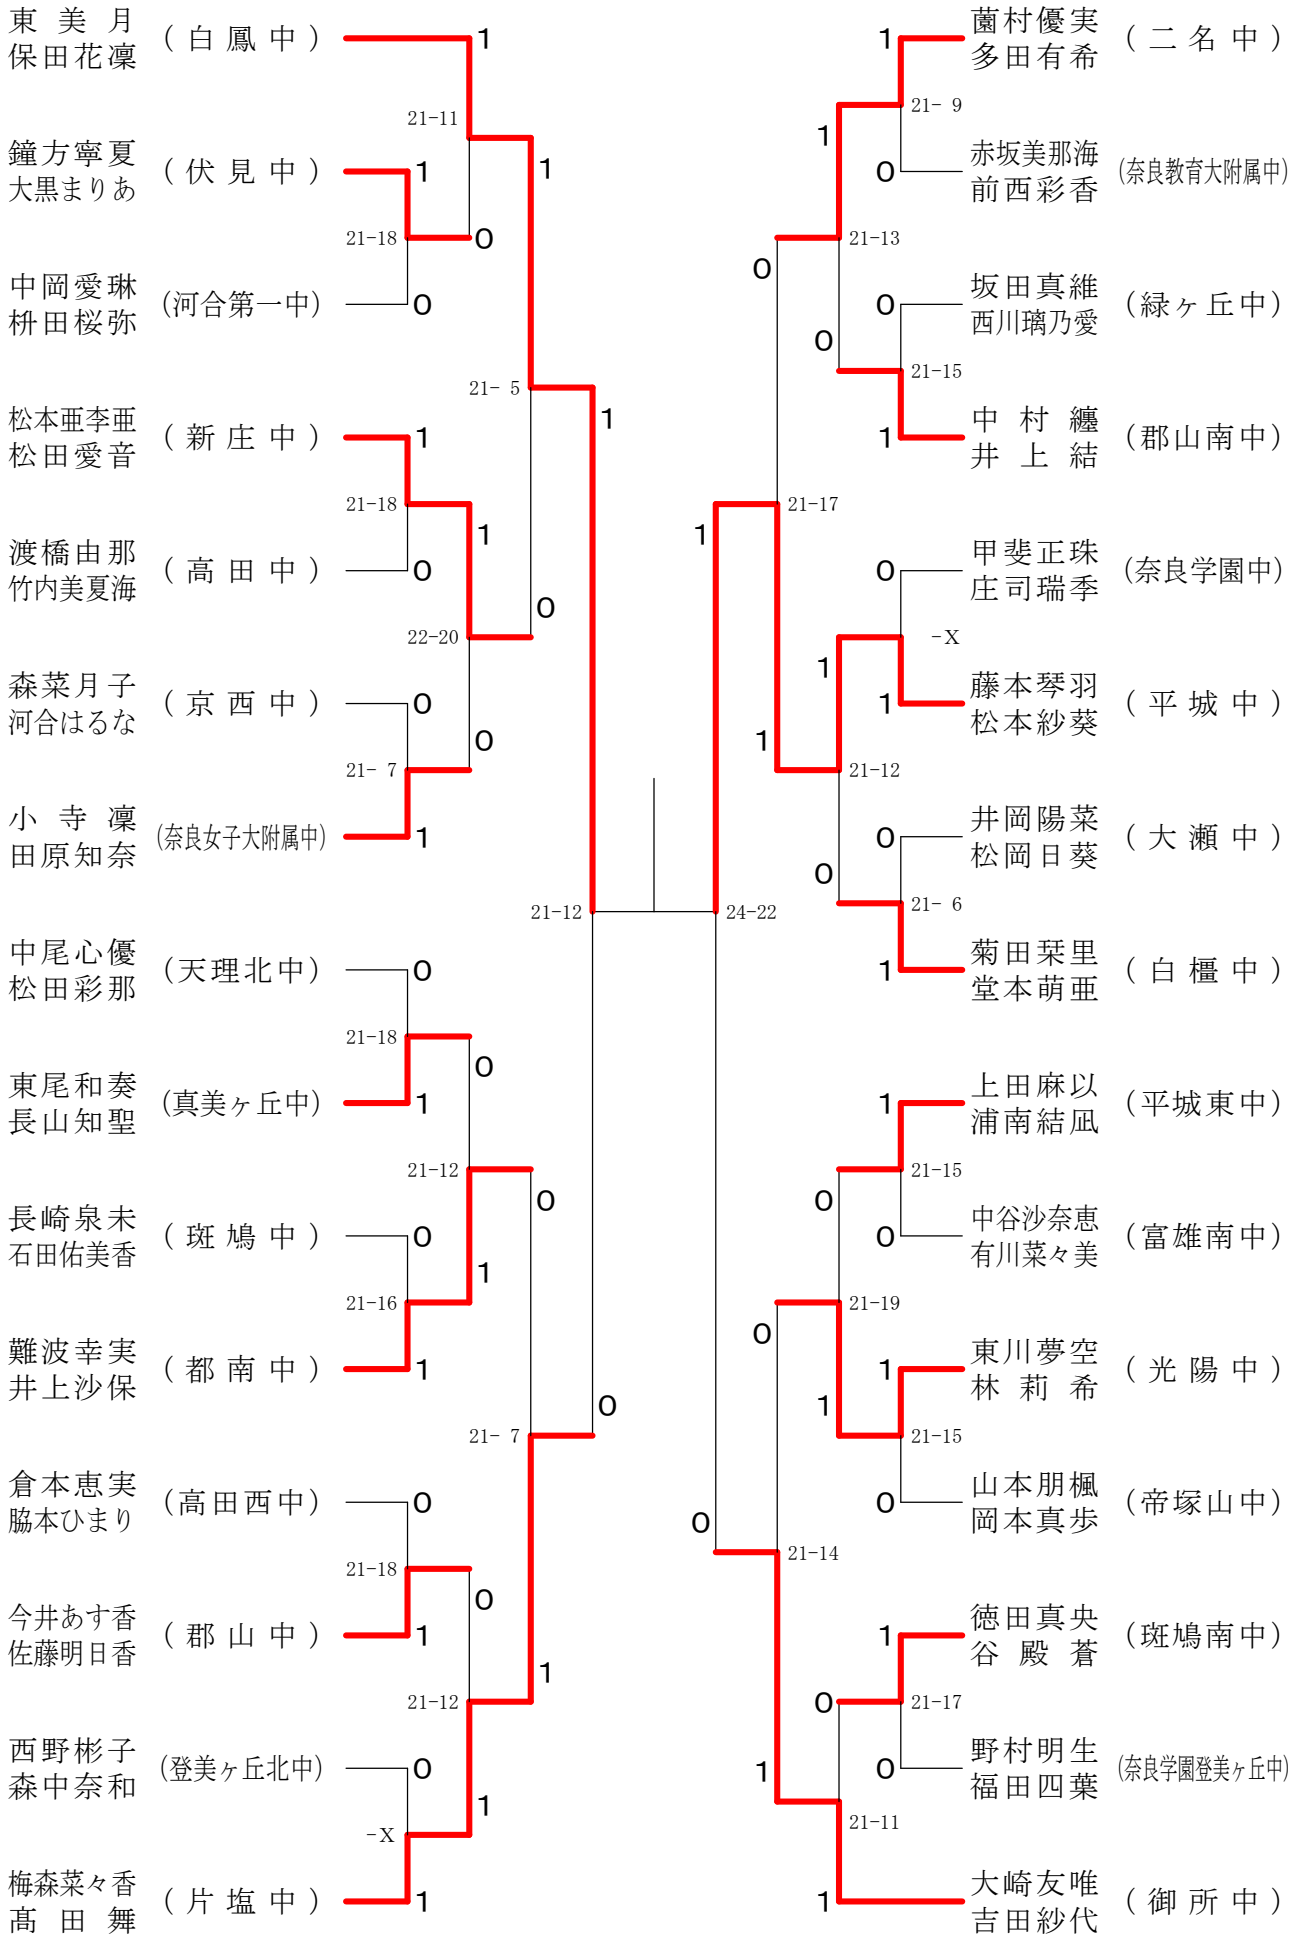 東美月
保田花凜
(白鳳中)
1
21-11
鐘方寧夏
大黒まりあ
(伏見中)
1
1
21-18
0
中岡愛琳
枡田桜弥
(河合第一中)
0
21- 5
1
松本亜李亜
松田愛音
(新庄中)
1
21-18
1
渡橋由那
竹内美夏海
(高田中)
0
0
22-20
森菜月子
河合はるな
(京西中)
0
0
21- 7
小寺凜
田原知奈
(奈良女子大附属中)
1
21-12
中尾心優
松田彩那
(天理北中)
0
21-18
0
東尾和奏
長山知聖
(真美ヶ丘中)
1
21-12
0
長崎泉未
石田佑美香
(斑鳩中)
0
1
21-16
難波幸実
井上沙保
(都南中)
1
0
21- 7
倉本恵実
脇本ひまり
(高田西中)
0
21-18
0
今井あす香
佐藤明日香
(郡山中)
1
1
21-12
西野彬子
森中奈和
(登美ヶ丘北中)
0
1
-X
梅森菜々香
髙田舞
(片塩中)
1
1
薗村優実
多田有希
(二名中)
21- 9
1
0
赤坂美那海
前西彩香
(奈良教育大附属中)
21-13
0
0
坂田真維
西川璃乃愛
(緑ヶ丘中)
0
21-15
1
中村纏
井上結
(郡山南中)
21-17
1
0
甲斐正珠
庄司瑞季
(奈良学園中)
-X
1
1
藤本琴羽
松本紗葵
(平城中)
1
21-12
0
井岡陽菜
松岡日葵
(大瀬中)
0
21- 6
24-22
1
菊田栞里
堂本萌亜
(白橿中)
1
上田麻以
浦南結凪
(平城東中)
21-15
0
0
中谷沙奈恵
有川菜々美
(富雄南中)
21-19
0
1
東川夢空
林莉希
(光陽中)
1
21-15
0
山本朋楓
岡本真歩
(帝塚山中)
0
21-14
1
徳田真央
谷殿蒼
(斑鳩南中)
0
21-17
1
0
野村明生
福田四葉
(奈良学園登美ヶ丘中)
21-11
1
大崎友唯
吉田紗代
(御所中)